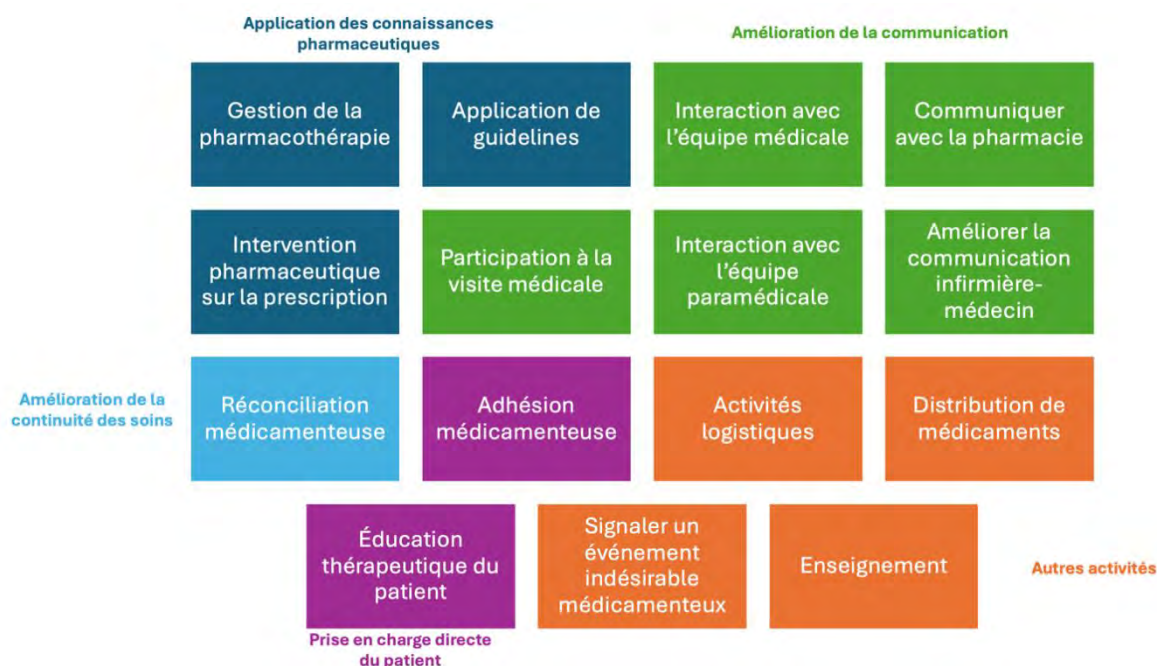 Application des connaissances
pharmaceutiques
Amélioration de la communication
Gestion de la
pharmacothérapie
Application de
guidelines
Interaction avec
l'équipe médicale
Communiquer
avec la pharmacie
Intervention
pharmaceutique
sur la prescription
Participation à la
visite médicale
Interaction avec
l'équipe
paramédicale
Améliorer la
communication
infirmière-
médecin
Amélioration de la
continuité des soins
Réconciliation
médicamenteuse
Adhésion
médicamenteuse
Activités
logistiques
Distribution de
médicaments
Éducation
thérapeutique du
patient
Signaler un
événement
indésirable
médicamenteux
Enseignement
Autres activités
Prise en charge directe
du patient